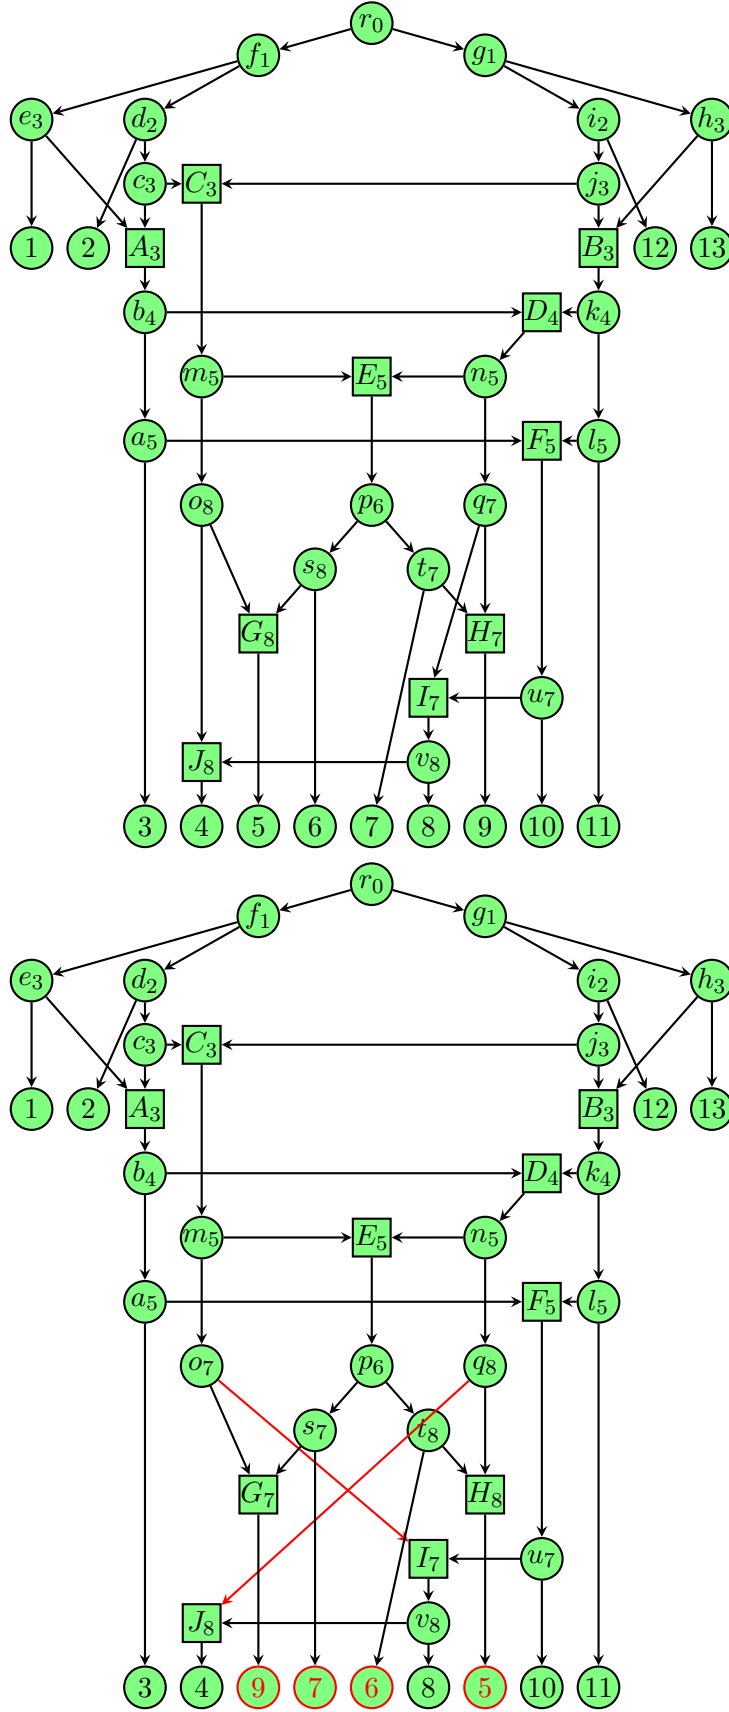 r₀
f₁ g₁
e₃ d₂ i₂ h₃
c₃ C₃ j₃
1 2 A₃ B₃ 12 13
b₄ D₄ k₄
m₅ E₅ n₅
a₅ F₅ l₅
o₈ p₆ q₇
s₈ t₇
G₈ H₇
I₇ u₇
J₈ v₈
3 4 5 6 7 8 9 10 11
r₀
f₁ g₁
e₃ d₂ i₂ h₃
c₃ C₃ j₃
1 2 A₃ B₃ 12 13
b₄ D₄ k₄
m₅ E₅ n₅
a₅ F₅ l₅
o₇ p₆ q₈
s₇ t₈
G₇ H₈
I₇ u₇
J₈ v₈
3 4 9 7 6 8 5 10 11